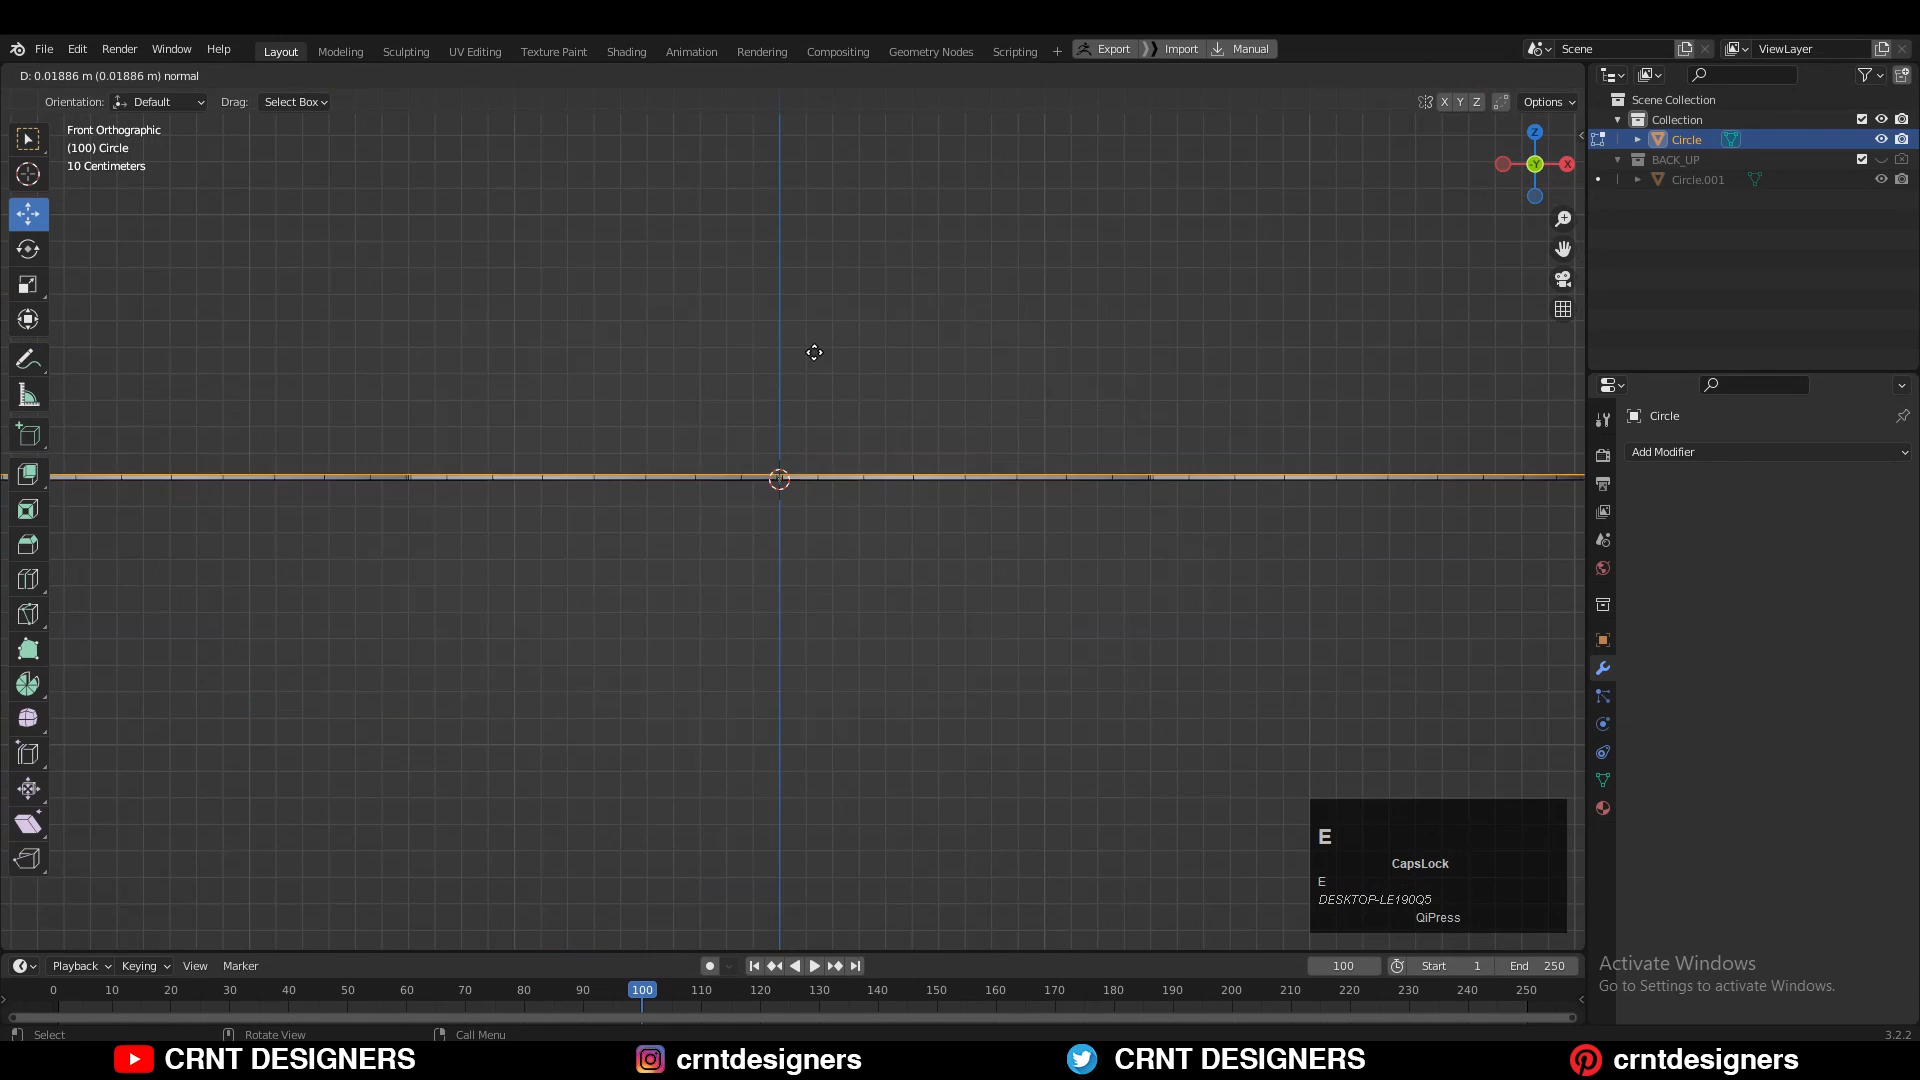 File Edit Render Window Help Layout Modeling Sculpting UV Editing Texture Paint Shading Animation Rendering Compositing Geometry Nodes Scripting + Export Import Manual Scene ViewLayer
D: 0.01886 m (0.01886 m) normal
Orientation: Default Drag: Select Box X Y Z Options
Scene Collection
Collection
Circle
BACK_UP
Circle.001
Front Orthographic
(100) Circle
10 Centimeters
Z
-Y
X
Circle
Add Modifier
E
CapsLock
E
DESKTOP-LE190Q5
QiPress
Playback Keying View Marker 100 Start 1 End 250
0 10 20 30 40 50 60 70 80 90 100 110 120 130 140 150 160 170 180 190 200 210 220 230 240 250
Activate Windows
Go to Settings to activate Windows.
Select Rotate View Call Menu 3.2.2
CRNT DESIGNERS crntdesigners CRNT DESIGNERS crntdesigners